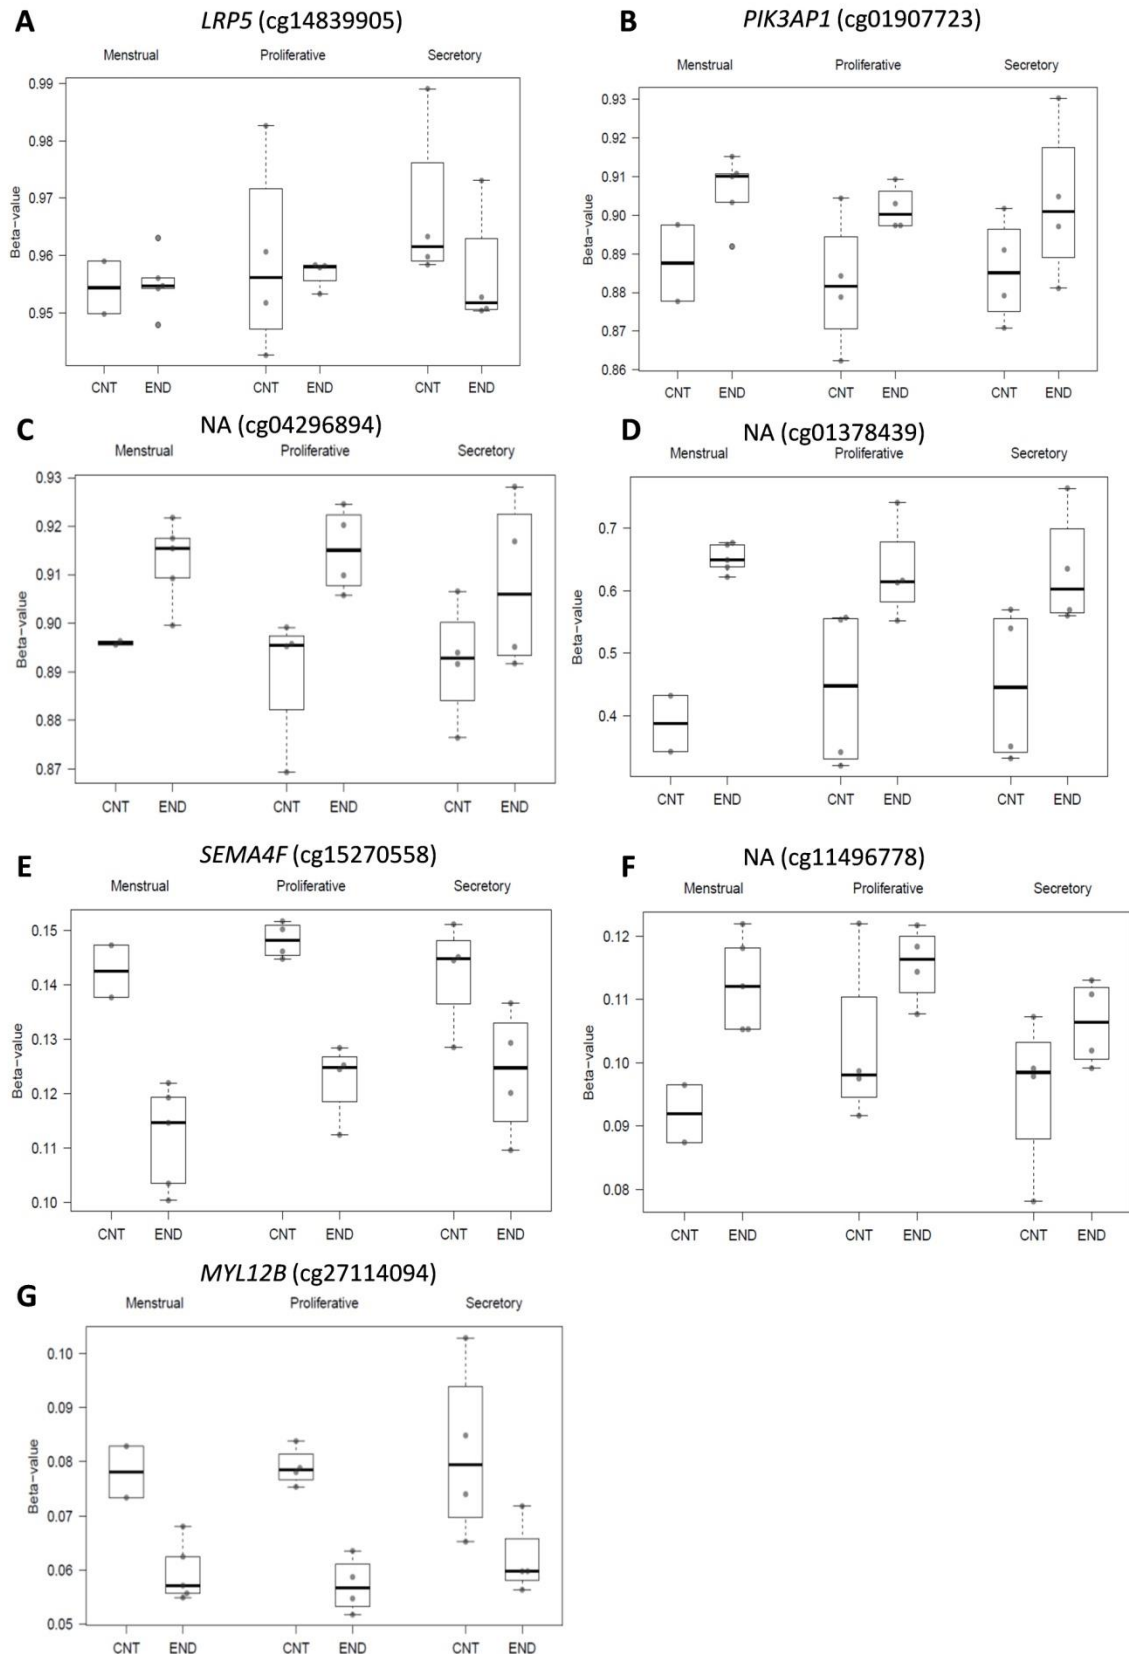 A
LRP5 (cg14839905)
Menstrual Proliferative Secretory
Beta-value
0.99
0.98
0.97
0.96
0.95
CNT END CNT END CNT END
B
PIK3AP1 (cg01907723)
Menstrual Proliferative Secretory
Beta-value
0.93
0.92
0.91
0.90
0.89
0.88
0.87
0.86
CNT END CNT END CNT END
C
NA (cg04296894)
Menstrual Proliferative Secretory
Beta-value
0.93
0.92
0.91
0.90
0.89
0.88
0.87
CNT END CNT END CNT END
D
NA (cg01378439)
Menstrual Proliferative Secretory
Beta-value
0.7
0.6
0.5
0.4
CNT END CNT END CNT END
E
SEMA4F (cg15270558)
Menstrual Proliferative Secretory
Beta-value
0.15
0.14
0.13
0.12
0.11
0.10
CNT END CNT END CNT END
F
NA (cg11496778)
Menstrual Proliferative Secretory
Beta-value
0.12
0.11
0.10
0.09
0.08
CNT END CNT END CNT END
G
MYL12B (cg27114094)
Menstrual Proliferative Secretory
Beta-value
0.10
0.09
0.08
0.07
0.06
0.05
CNT END CNT END CNT END